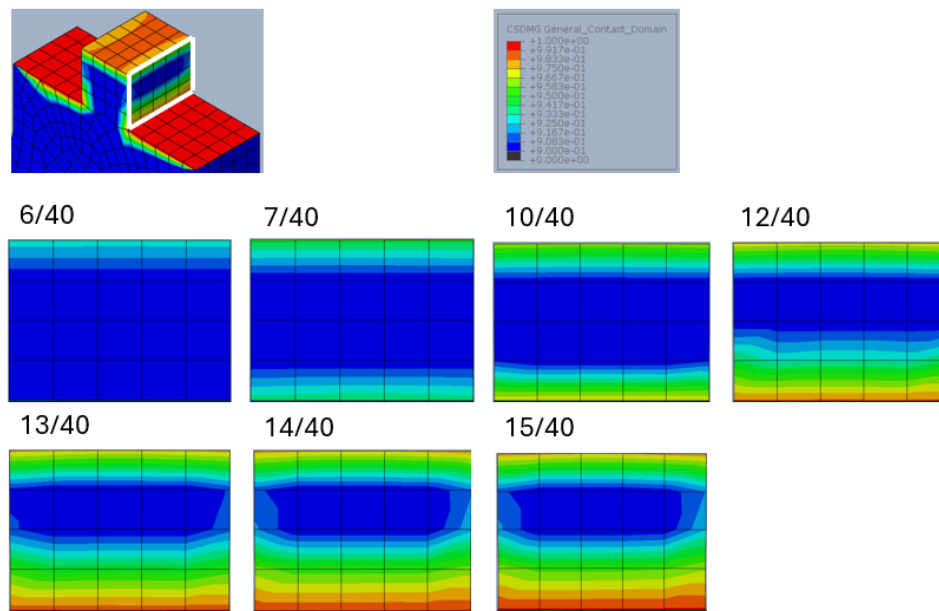 CSDMG General_Contact_Domain
+1.000e+00
+9.917e-01
+9.833e-01
+9.750e-01
+9.667e-01
+9.583e-01
+9.500e-01
+9.417e-01
+9.333e-01
+9.250e-01
+9.167e-01
+9.083e-01
+9.000e-01
+0.000e+00
6/40
7/40
10/40
12/40
13/40
14/40
15/40